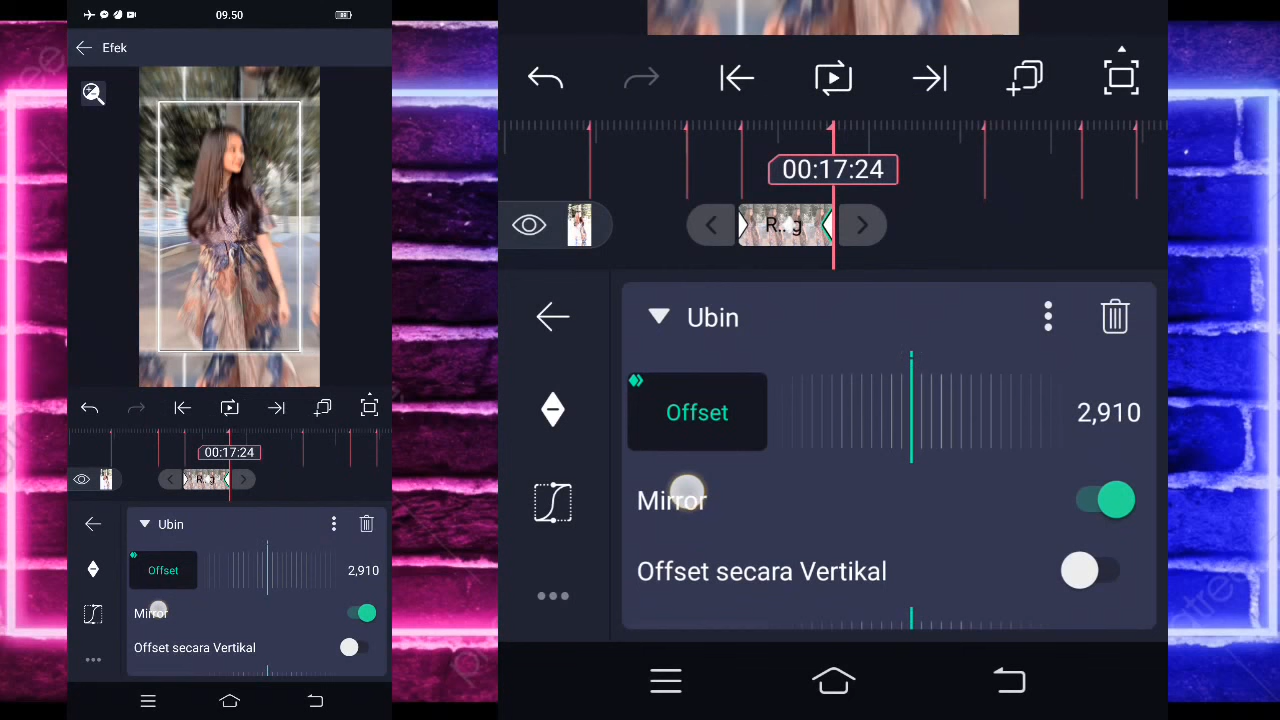 09.50
89
Efek
00:17:24
Ubin
Offset
2,910
Mirror
Offset secara Vertikal
00:17:24
R.. g
Ubin
Offset
2,910
Mirror
Offset secara Vertikal